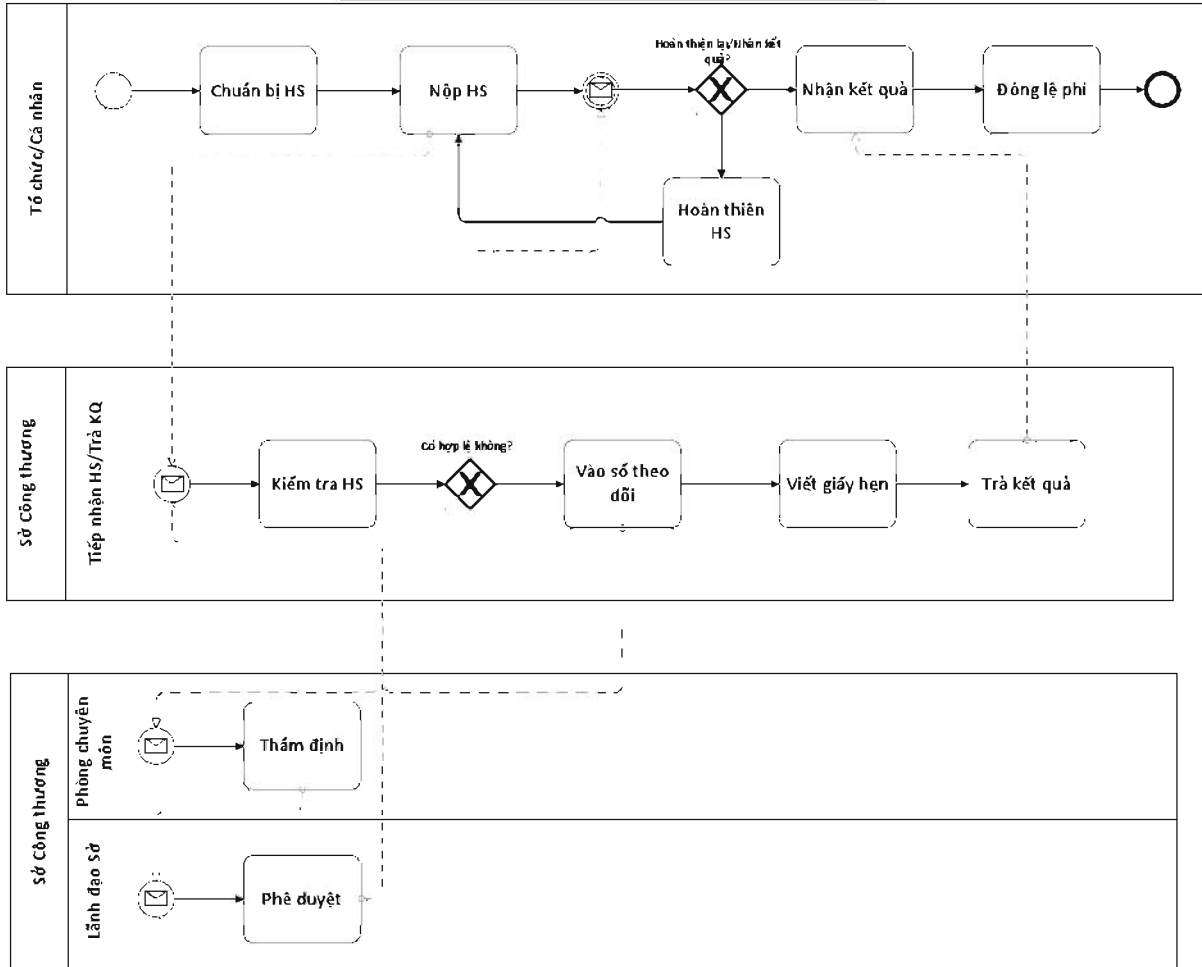 Tổ chức/Cá nhân
Chuẩn bị HS
Nộp HS
Hoàn thiện lại/Nhận kết
quả?
Nhận kết quả
Đóng lệ phí
Hoàn thiện
HS
Sở Công thương
Tiếp nhận HS/Trả KQ
Kiểm tra HS
Có hợp lệ không?
Vào sổ theo
dõi
Viết giấy hẹn
Trả kết quả
Sở Công thương
Phòng chuyên
môn
Thẩm định
Lãnh đạo Sở
Phê duyệt